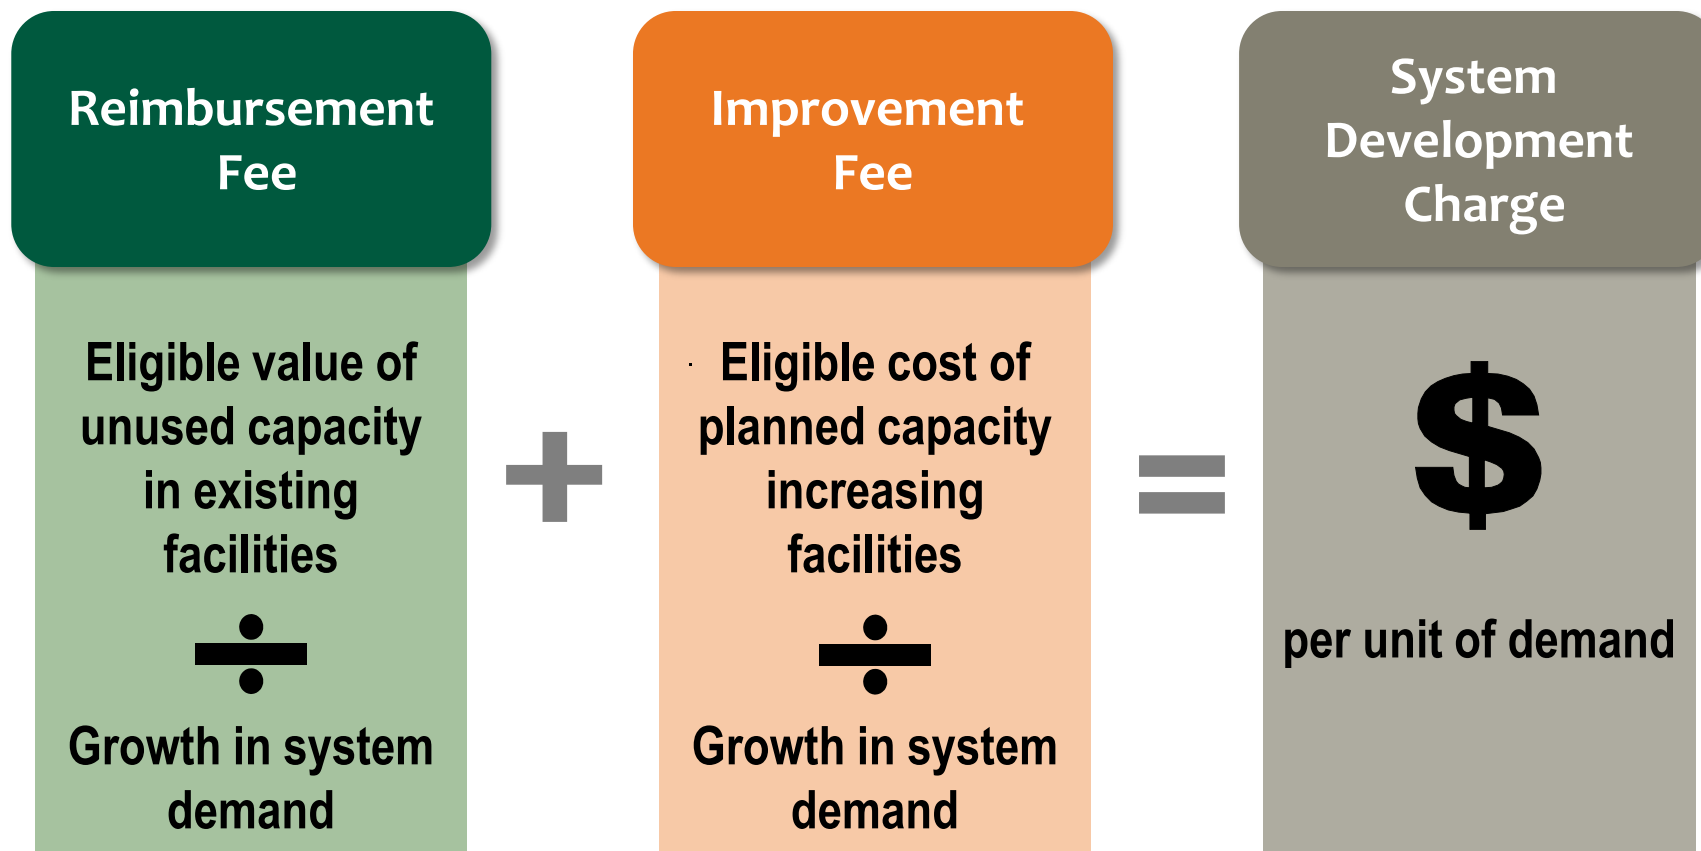 Reimbursement
Fee
Eligible value of
unused capacity
in existing
facilities
÷
Growth in system
demand
+
Improvement
Fee
Eligible cost of
planned capacity
increasing
facilities
÷
Growth in system
demand
=
System
Development
Charge
$
per unit of demand